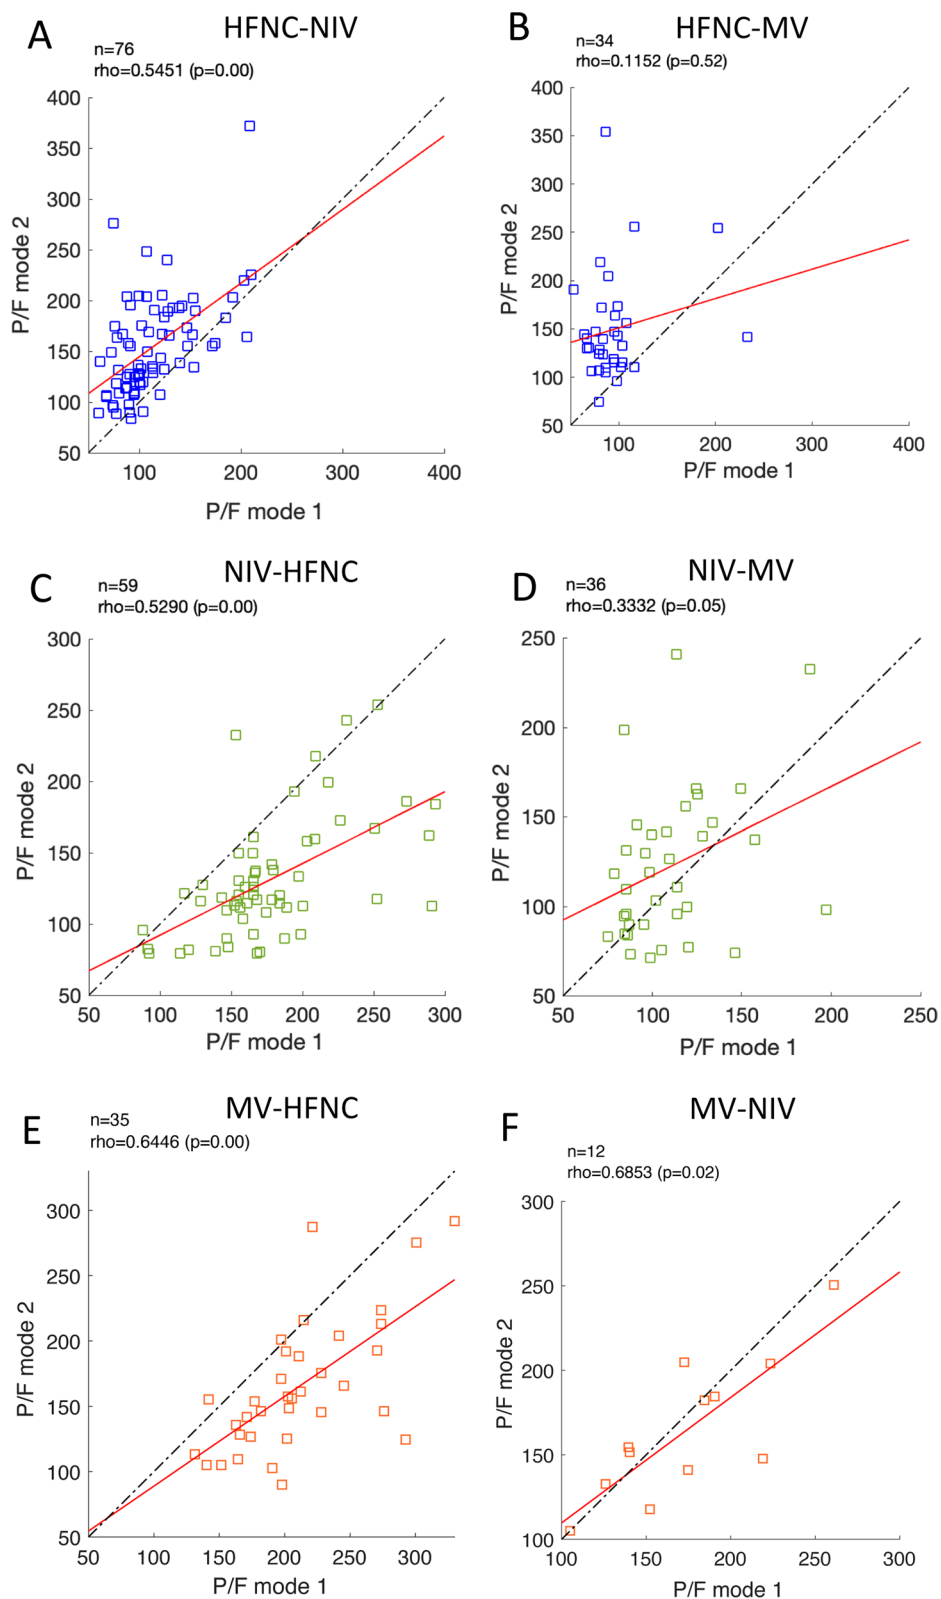 A
HFNC-NIV
n=76
rho=0.5451 (p=0.00)
400
350
300
250
200
150
100
50
P/F mode 2
100
200
300
400
P/F mode 1
B
HFNC-MV
n=34
rho=0.1152 (p=0.52)
400
350
300
250
200
150
100
50
P/F mode 2
100
200
300
400
P/F mode 1
C
NIV-HFNC
n=59
rho=0.5290 (p=0.00)
300
250
200
150
100
50
P/F mode 2
50
100
150
200
250
300
P/F mode 1
D
NIV-MV
n=36
rho=0.3332 (p=0.05)
250
200
150
100
50
P/F mode 2
50
100
150
200
250
P/F mode 1
E
MV-HFNC
n=35
rho=0.6446 (p=0.00)
300
250
200
150
100
50
P/F mode 2
50
100
150
200
250
300
P/F mode 1
F
MV-NIV
n=12
rho=0.6853 (p=0.02)
300
250
200
150
100
P/F mode 2
100
150
200
250
300
P/F mode 1